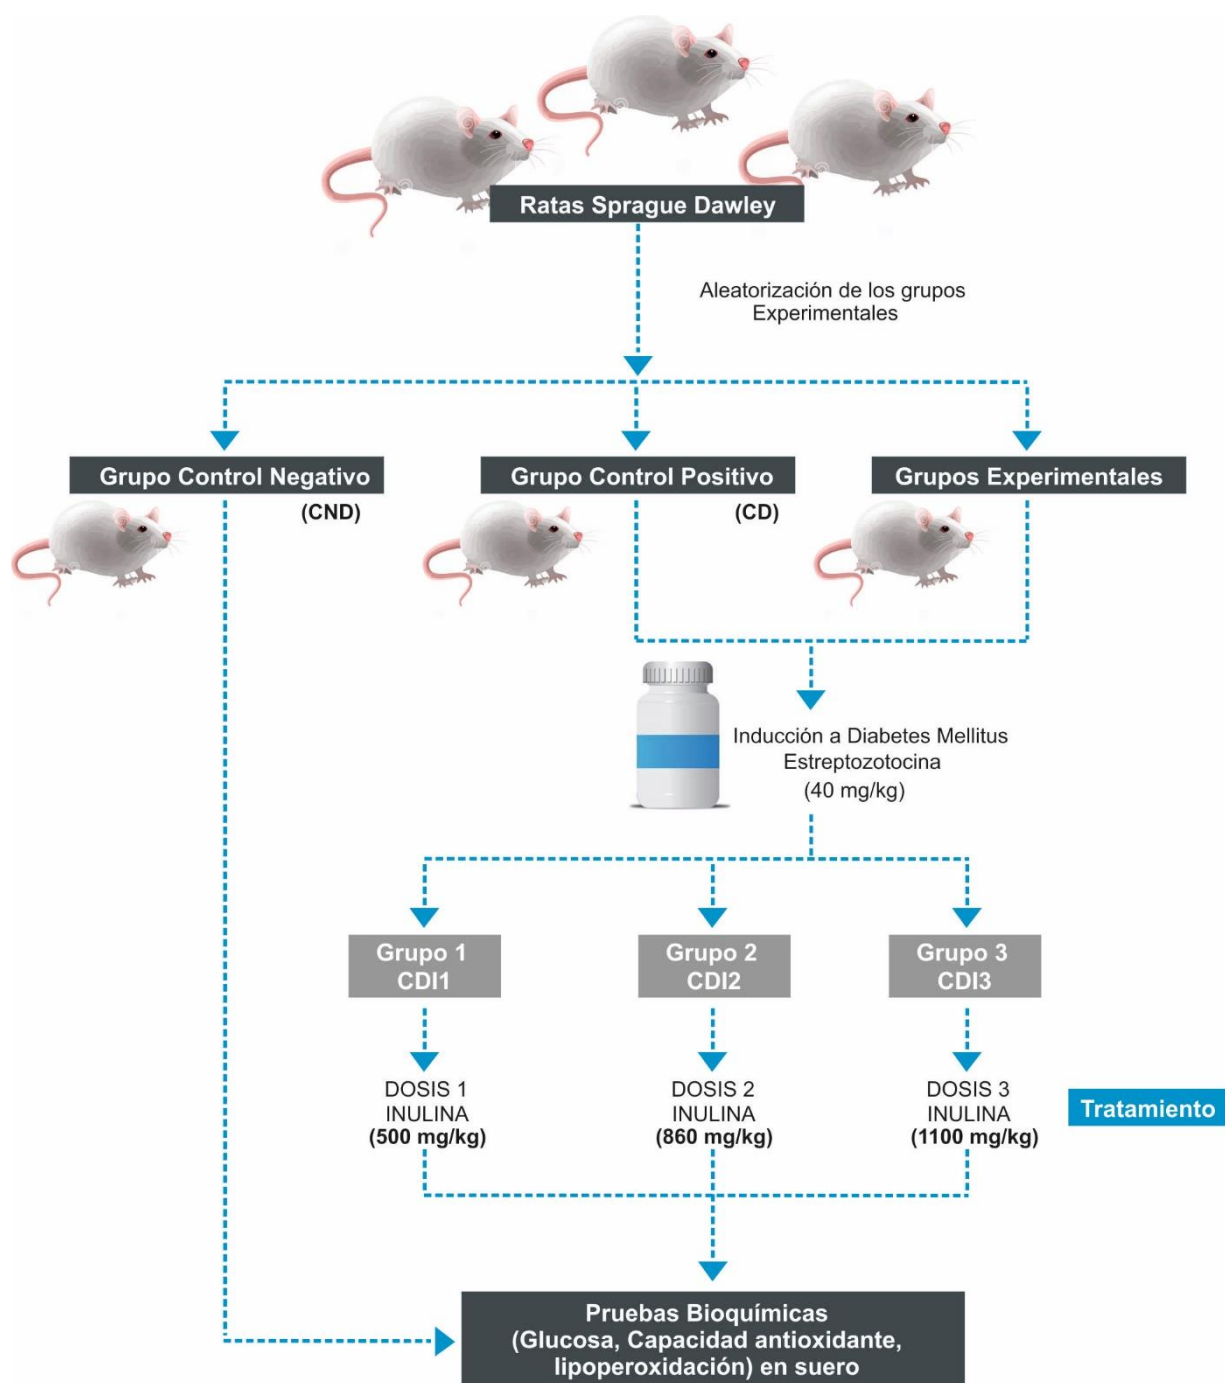 Ratas Sprague Dawley
Aleatorización de los grupos
Experimentales
Grupo Control Negativo
(CND)
Grupo Control Positivo
(CD)
Grupos Experimentales
Inducción a Diabetes Mellitus
Estreptozotocina
(40 mg/kg)
Grupo 1
CDI1
Grupo 2
CDI2
Grupo 3
CDI3
DOSIS 1
INULINA
(500 mg/kg)
DOSIS 2
INULINA
(860 mg/kg)
DOSIS 3
INULINA
(1100 mg/kg)
Tratamiento
Pruebas Bioquímicas
(Glucosa, Capacidad antioxidante,
lipoperoxidación) en suero